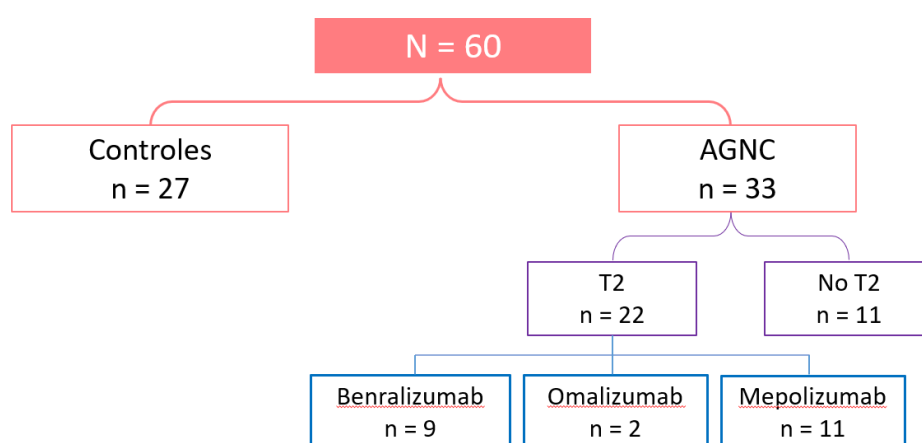 N = 60
Controles
n = 27
AGNC
n = 33
T2
n = 22
No T2
n = 11
Benralizumab
n = 9
Omalizumab
n = 2
Mepolizumab
n = 11